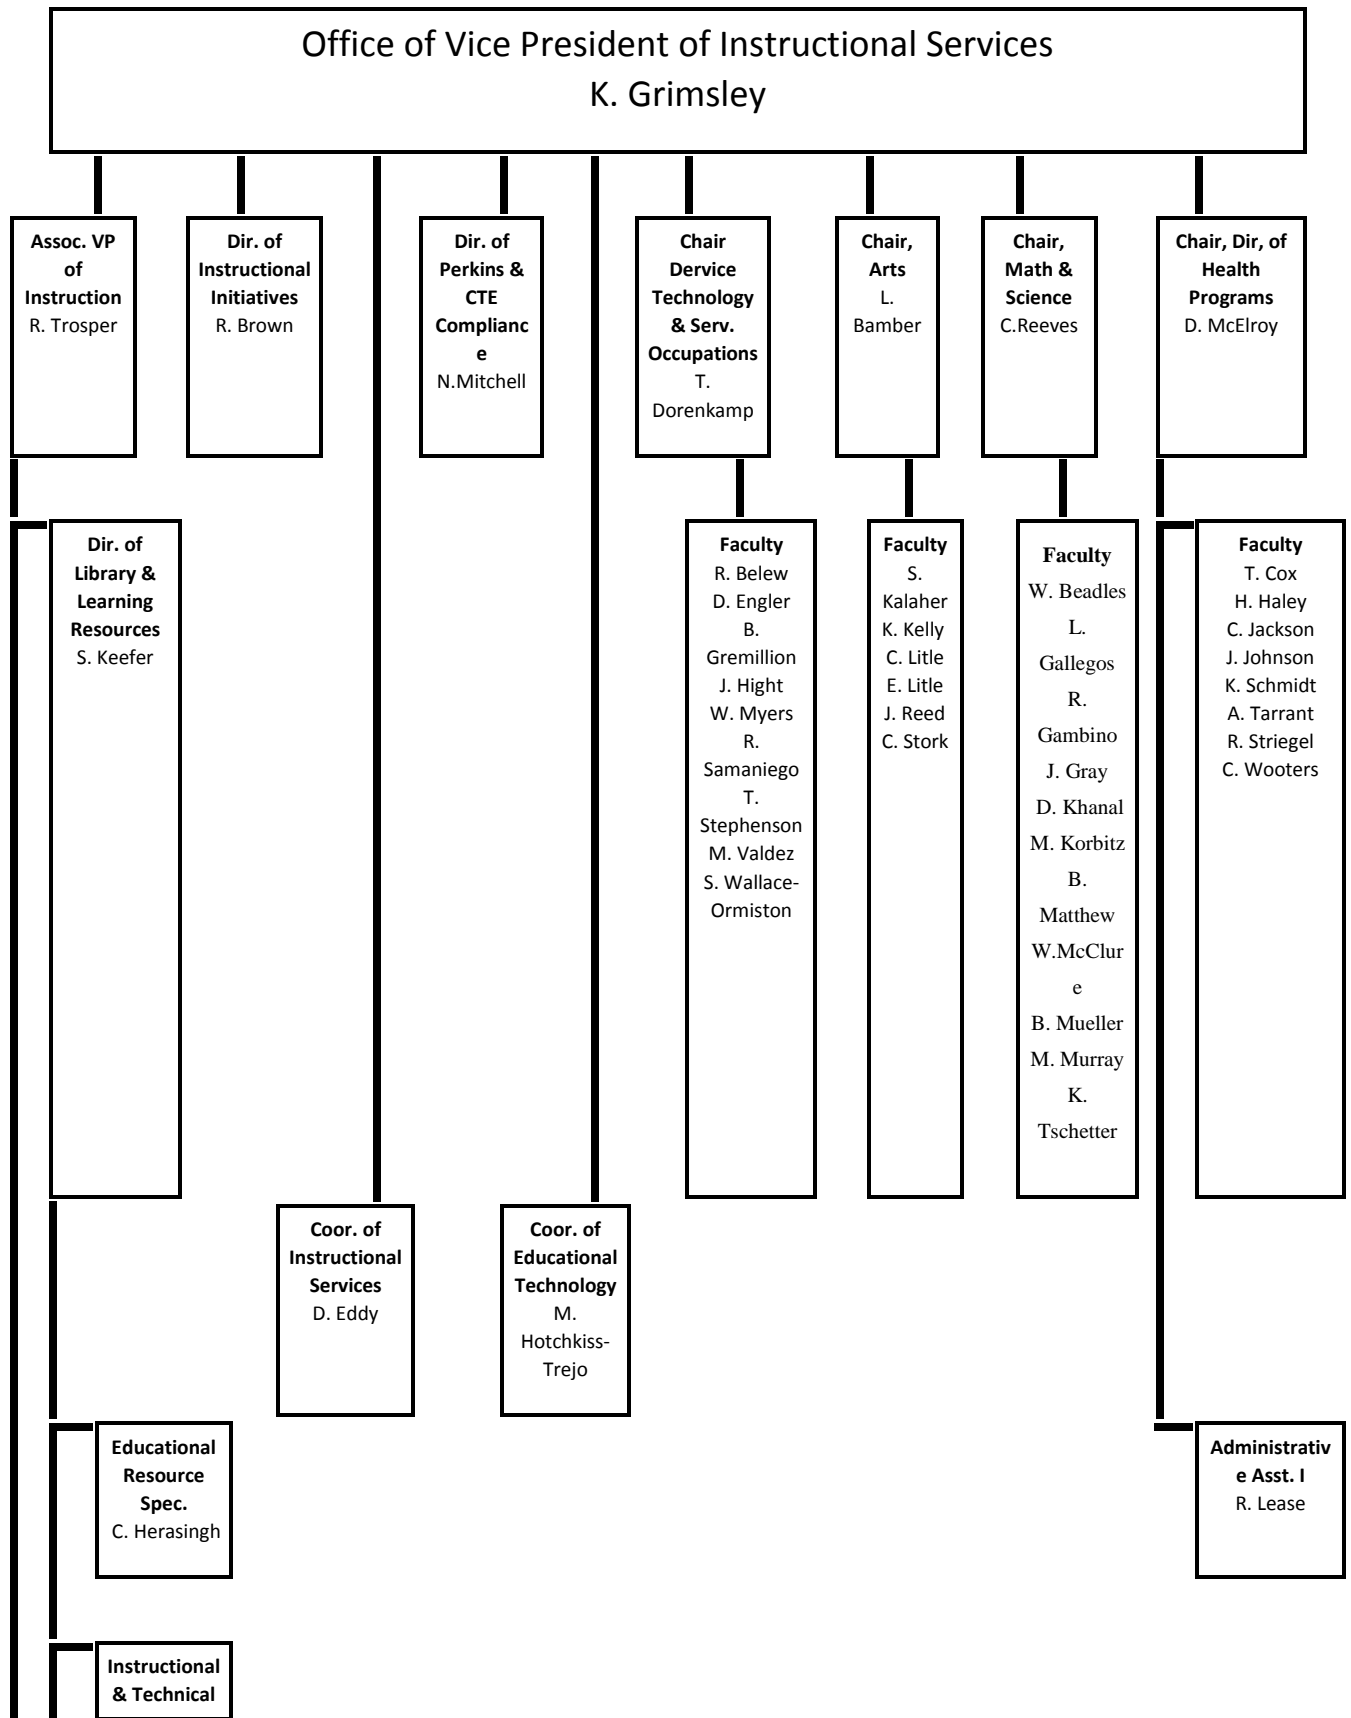 Office of Vice President of Instructional Services
K. Grimsley
Assoc. VP
of
Instruction
R. Trosper
Dir. of
Instructional
Initiatives
R. Brown
Dir. of
Perkins &
CTE
Complianc
e
N.Mitchell
Chair
Dervice
Technology
& Serv.
Occupations
T.
Dorenkamp
Chair,
Arts
L.
Bamber
Chair,
Math &
Science
C.Reeves
Chair, Dir, of
Health
Programs
D. McElroy
Dir. of
Library &
Learning
Resources
S. Keefer
Faculty
R. Belew
D. Engler
B.
Gremillion
J. Hight
W. Myers
R.
Samaniego
T.
Stephenson
M. Valdez
S. Wallace-
Ormiston
Faculty
S.
Kalaher
K. Kelly
C. Litle
E. Litle
J. Reed
C. Stork
Faculty
W. Beadles
L.
Gallegos
R.
Gambino
J. Gray
D. Khanal
M. Korbitz
B.
Matthew
W.McClur
e
B. Mueller
M. Murray
K.
Tschetter
Faculty
T. Cox
H. Haley
C. Jackson
J. Johnson
K. Schmidt
A. Tarrant
R. Striegel
C. Wooters
Coor. of
Instructional
Services
D. Eddy
Coor. of
Educational
Technology
M.
Hotchkiss-
Trejo
Educational
Resource
Spec.
C. Herasingh
Administrativ
e Asst. I
R. Lease
Instructional
& Technical